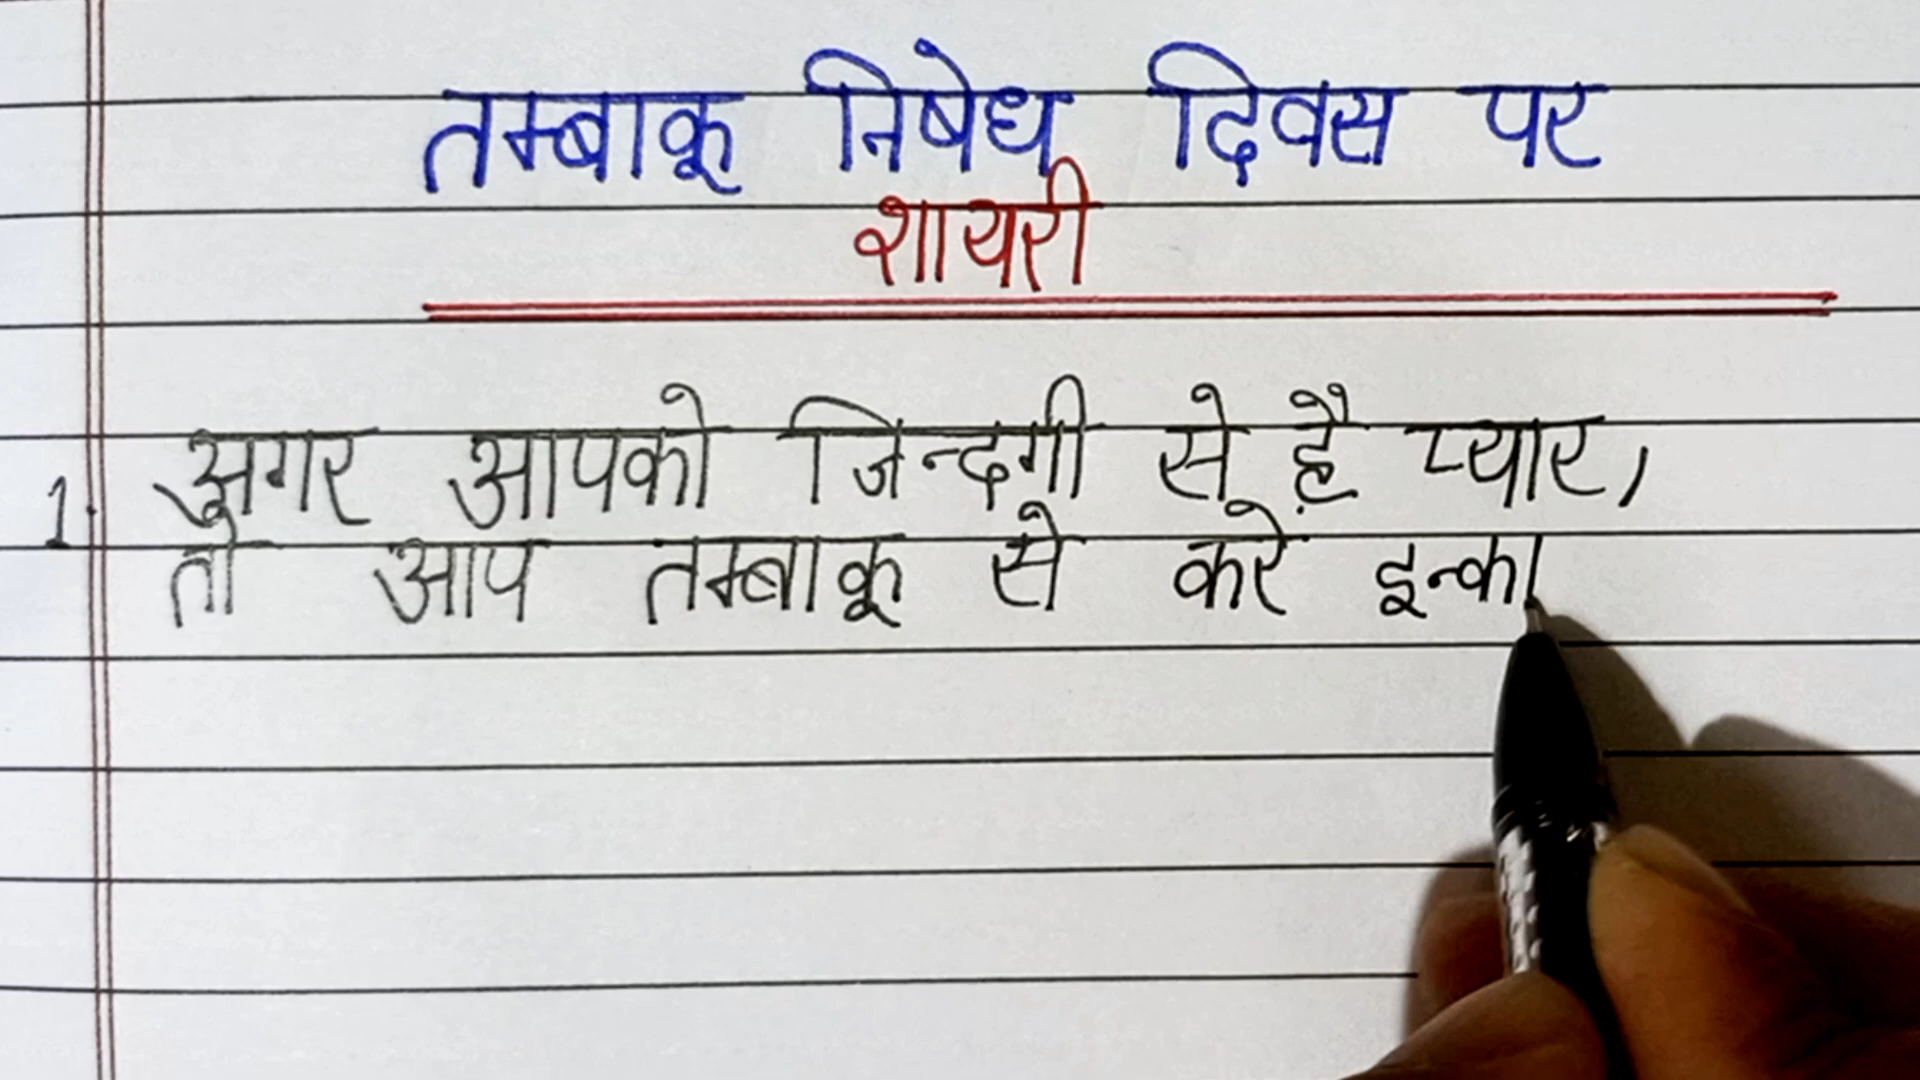 तम्बाकू निषेध दिवस पर
शायरी
1. अगर आपको जिन्दगी से है प्यार,
तो आप तम्बाकू से करे इन्का